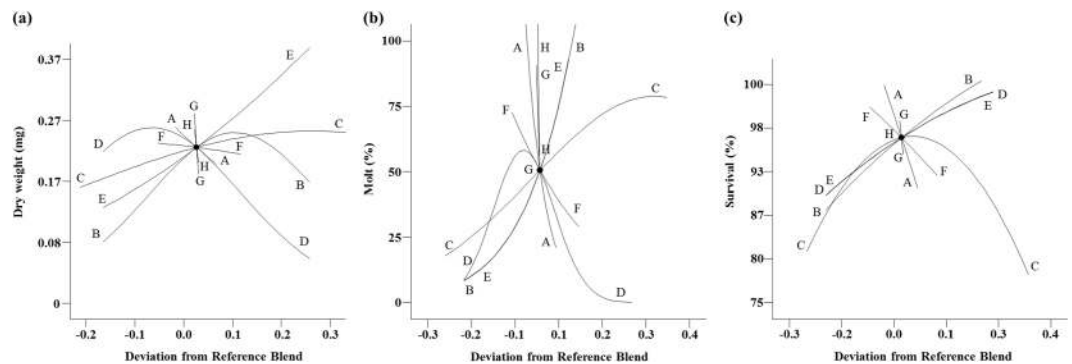 (a)
(b)
(c)
0.37
0.27
0.17
0.08
0
Dry weight (mg)
E
G
A
H
D
F
F
C
A
C
H
G
B
E
B
D
-0.2
-0.1
0.0
0.1
0.2
0.3
Deviation from Reference Blend
100
75
50
25
0
Molt (%)
A
H
B
E
G
C
F
H
G
F
C
A
D
B
E
D
-0.3
-0.2
-0.1
0.1
0.2
0.3
0.4
Deviation from Reference Blend
100
98
93
87
80
75
Survival (%)
B
A
D
E
F
G
H
G
F
E
A
D
B
C
C
-0.3
-0.2
0.0
0.1
0.3
0.4
Deviation from Reference Blend